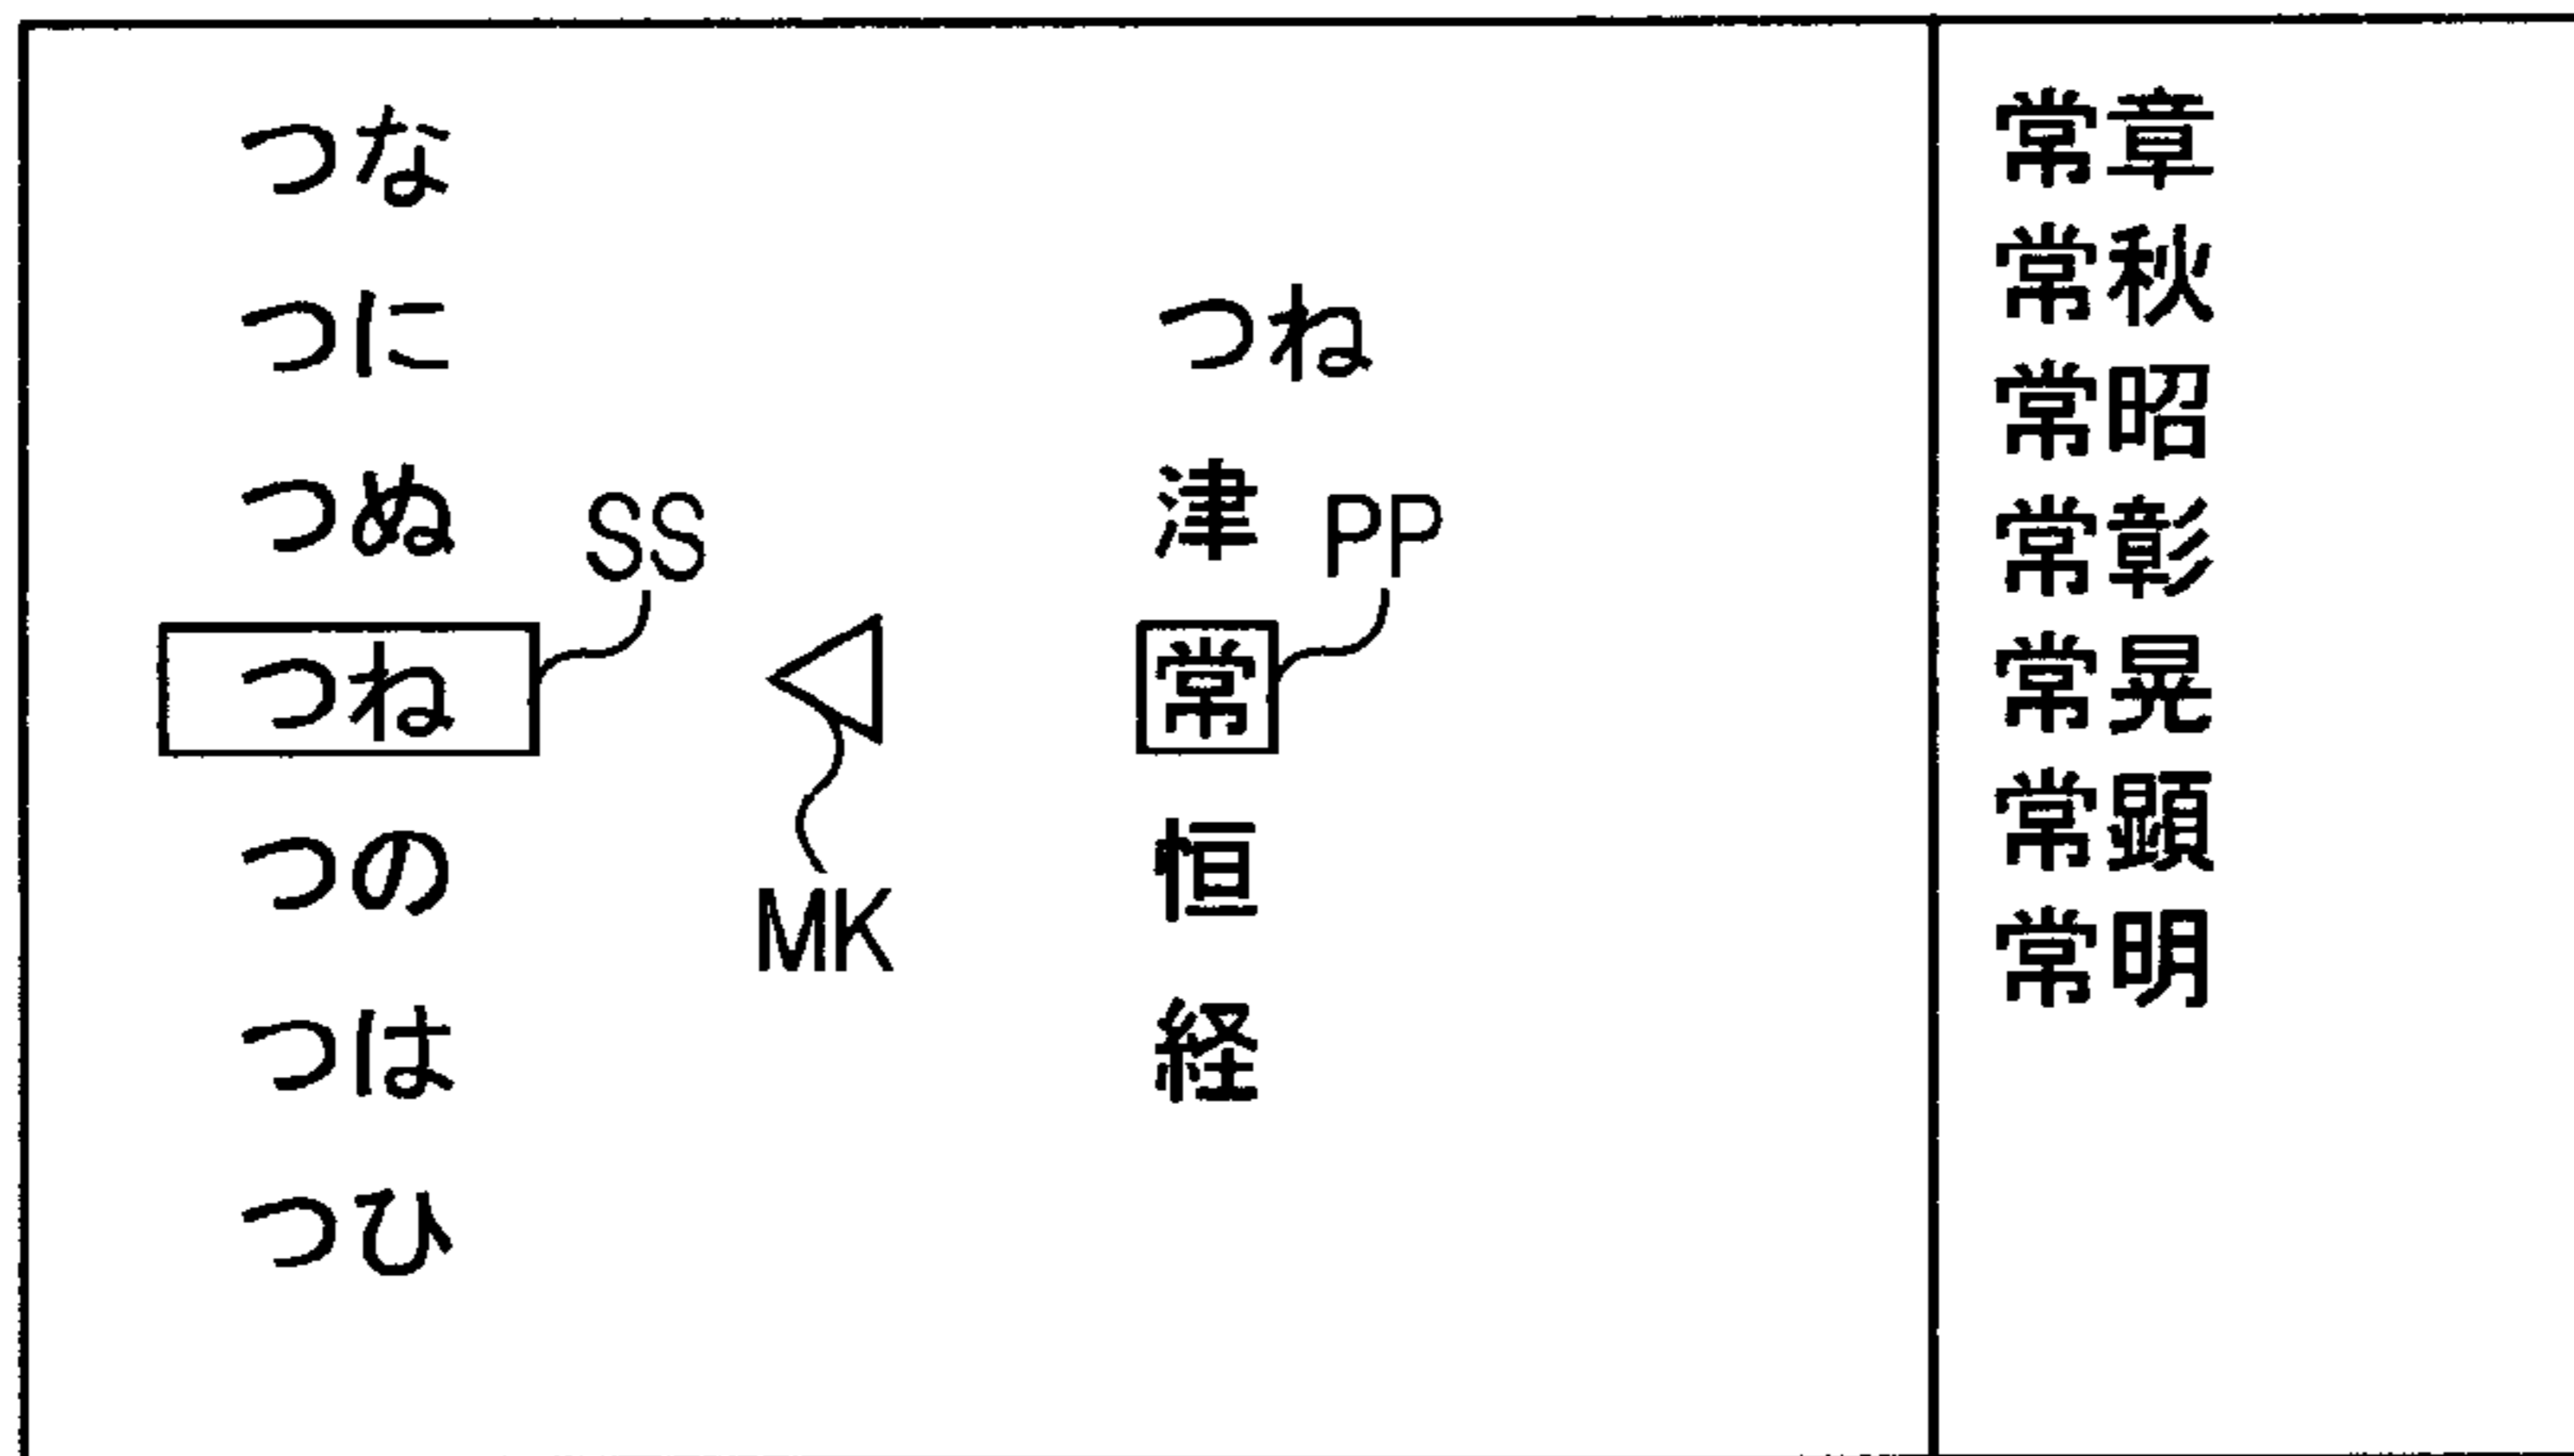 つな
つに
つぬ
SS
つね
つの
つは
つひ
MK
つね
津
PP
常
恒
経
常章
常秋
常昭
常彰
常晃
常顕
常明